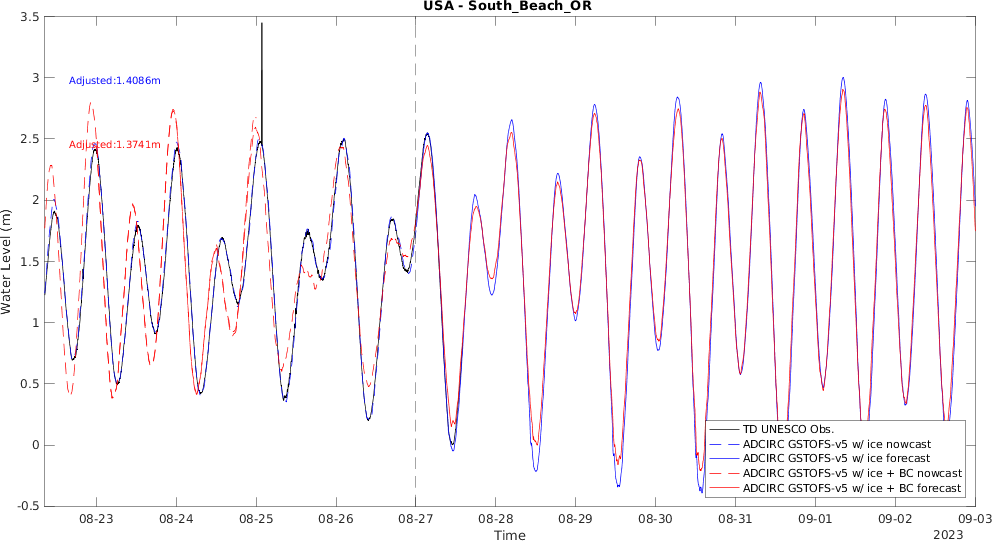 USA - South_Beach_OR
3.5
3
2.5
2
1.5
1
0.5
0
-0.5
Water Level (m)
Adjusted:1.4086m
Adjusted:1.3741m
TD UNESCO Obs.
ADCIRC GSTOFS-v5 w/ ice nowcast
ADCIRC GSTOFS-v5 w/ ice forecast
ADCIRC GSTOFS-v5 w/ ice + BC nowcast
ADCIRC GSTOFS-v5 w/ ice + BC forecast
08-23 08-24 08-25 08-26 08-27 08-28 08-29 08-30 08-31 09-01 09-02 09-03
Time
2023